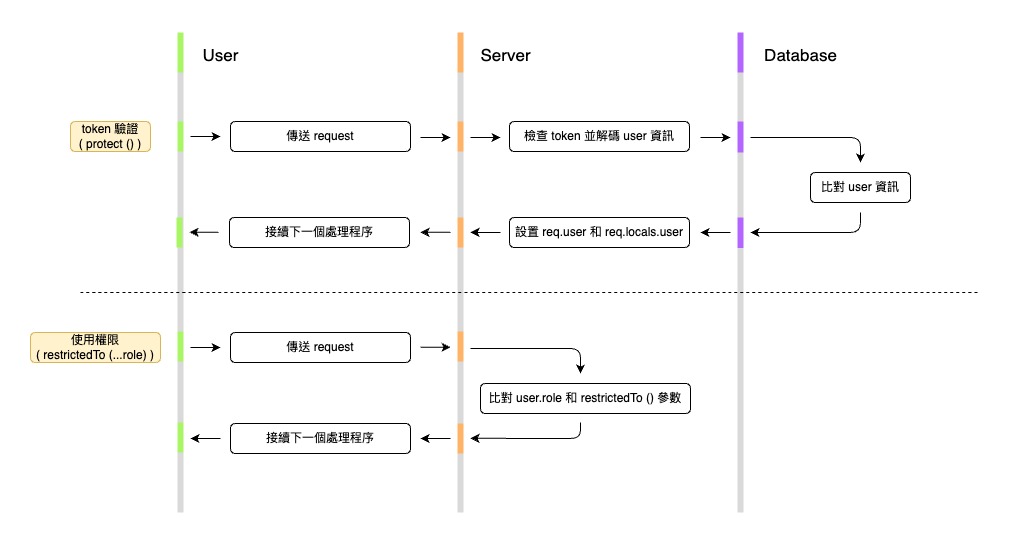 User
Server
Database
token 驗證
( protect () )
傳送 request
檢查 token 並解碼 user 資訊
比對 user 資訊
接續下一個處理程序
設置 req.user 和 req.locals.user
使用權限
( restrictedTo (...role) )
傳送 request
比對 user.role 和 restrictedTo () 參數
接續下一個處理程序